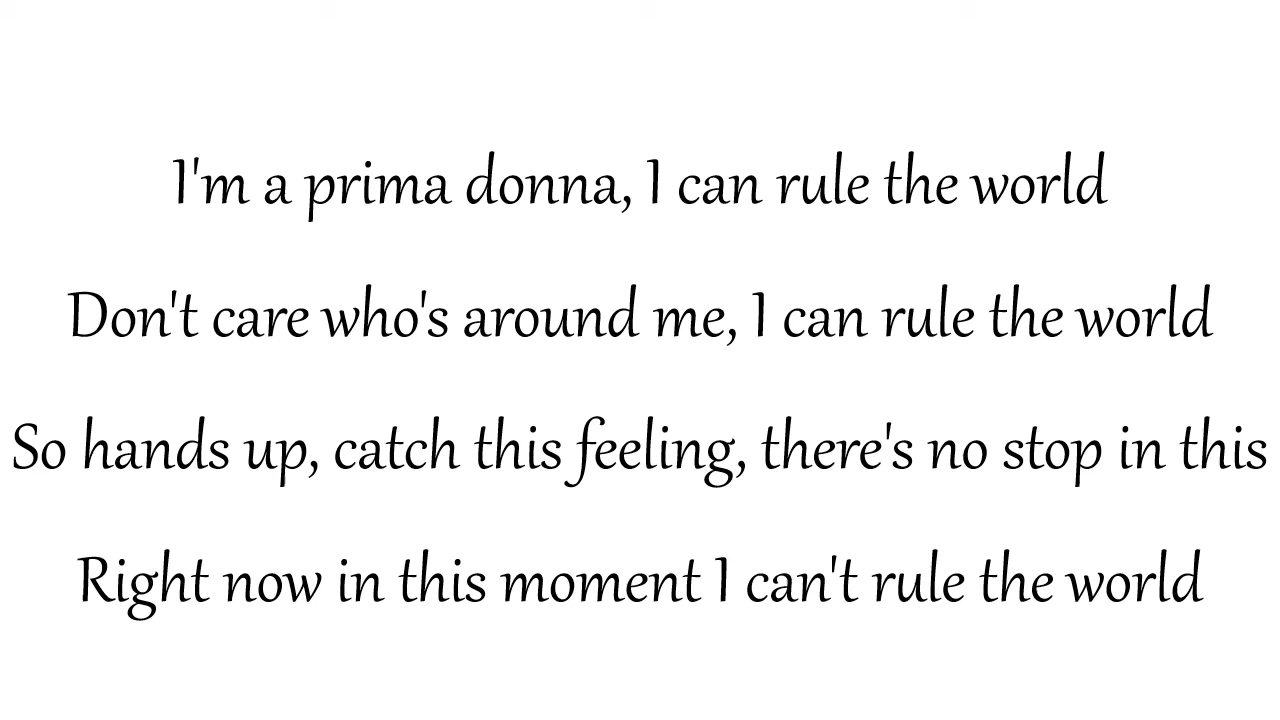 I'm a prima donna, I can rule the world
Don't care who's around me, I can rule the world
So hands up, catch this feeling, there's no stop in this
Right now in this moment I can't rule the world